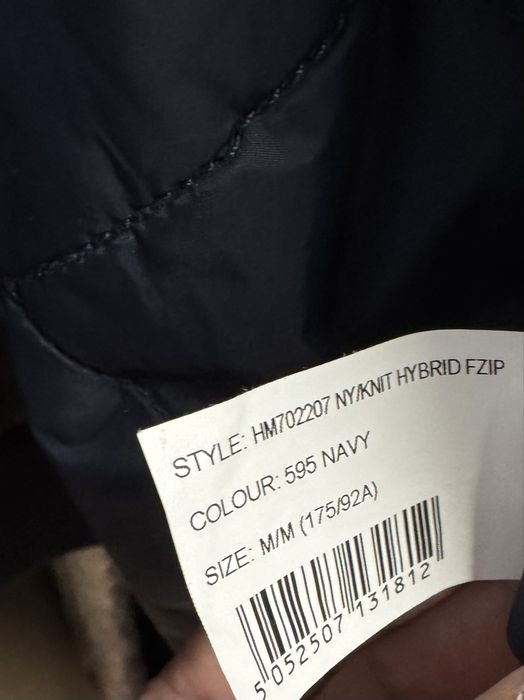 STYLE: HM702207 NY/KNIT HYBRID FZIP
COLOUR: 595 NAVY
SIZE: M/M (175/92A)
5 052507 131812